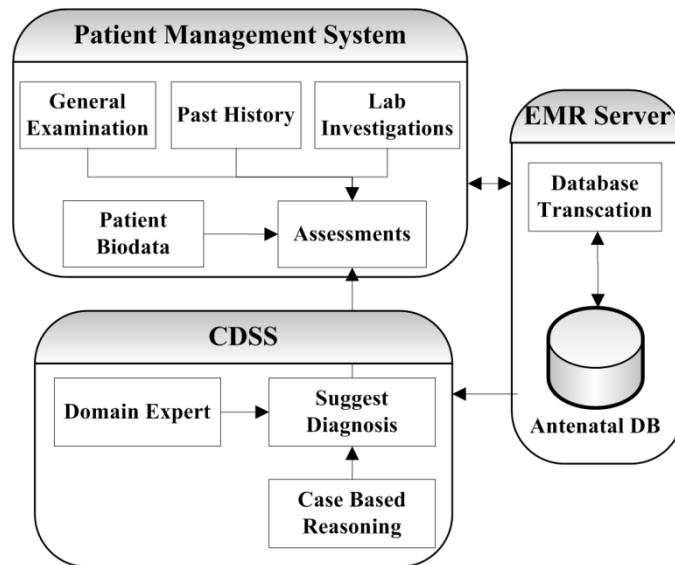 Patient Management System
General
Examination
Past History
Lab
Investigations
Patient
Biodata
Assessments
EMR Server
Database
Transcation
Antenatal DB
CDSS
Domain Expert
Suggest
Diagnosis
Case Based
Reasoning